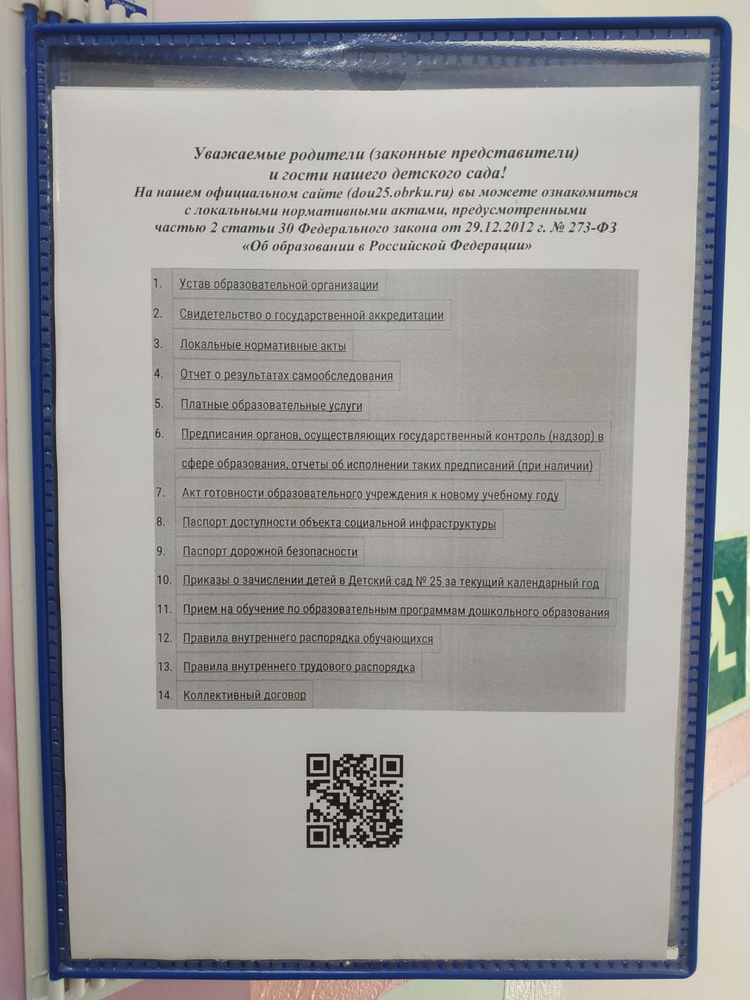 ENDING
Уважаемые родители (законные представители)
и гости нашего детского сада!
На нашем официальном сайте (dou25.obrku.ru) вы можете ознакомиться
с локальными нормативными актами, предусмотренными
частью 2 статьи 30 Федерального закона от 29.12.2012 г. № 273-ФЗ
«Об образовании в Российской Федерации»
1. Устав образовательной организации
2. Свидетельство о государственной аккредитации
3. Локальные нормативные акты
4. Отчет о результатах самообследования
5. Платные образовательные услуги
6. Предписания органов, осуществляющих государственный контроль (надзор) в
сфере образования, отчеты об исполнении таких предписаний (при наличии)
7. Акт готовности образовательного учреждения к новому учебному году
8. Паспорт доступности объекта социальной инфраструктуры
9. Паспорт дорожной безопасности
10. Приказы о зачислении детей в Детский сад № 25 за текущий календарный год
11. Прием на обучение по образовательным программам дошкольного образования
12. Правила внутреннего распорядка обучающихся
13. Правила внутреннего трудового распорядка
14. Коллективный договор